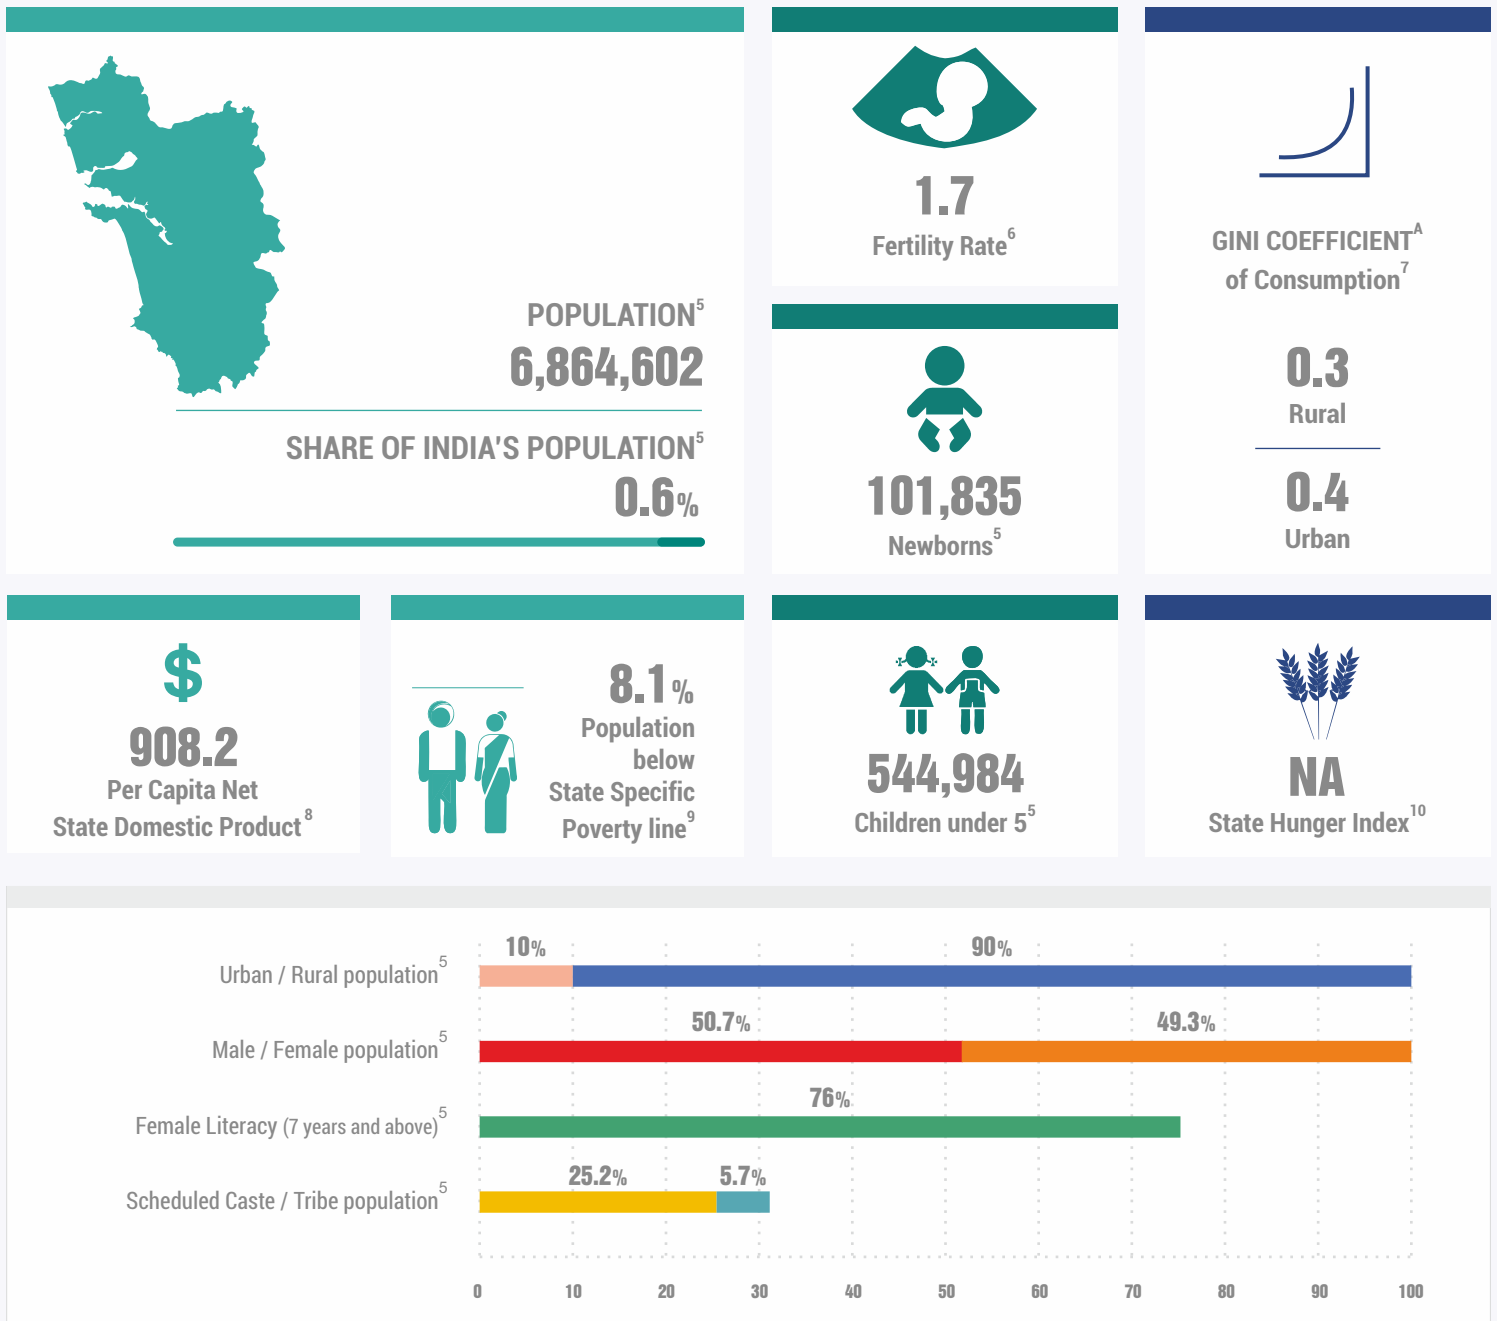 POPULATION5
6,864,602
SHARE OF INDIA'S POPULATION5
0.6%
1.7
Fertility Rate6
101,835
Newborns5
GINI COEFFICIENTA
of Consumption7
0.3
Rural
0.4
Urban
$
908.2
Per Capita Net
State Domestic Product8
8.1%
Population
below
State Specific
Poverty line9
544,984
Children under 55
NA
State Hunger Index10
10% 90%
Urban / Rural population5
50.7% 49.3%
Male / Female population5
76%
Female Literacy (7 years and above)5
25.2% 5.7%
Scheduled Caste / Tribe population5
0 10 20 30 40 50 60 70 80 90 100